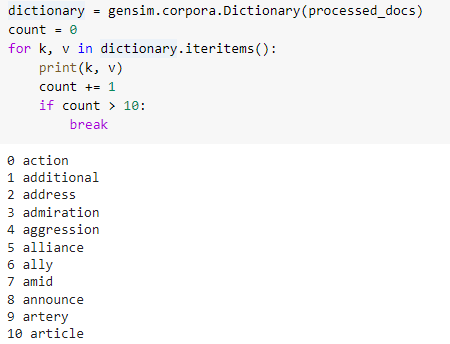 dictionary = gensim.corpora.Dictionary(processed_docs)
count = 0
for k, v in dictionary.iteritems():
    print(k, v)
    count += 1
    if count > 10:
        break
0 action
1 additional
2 address
3 admiration
4 aggression
5 alliance
6 ally
7 amid
8 announce
9 artery
10 article